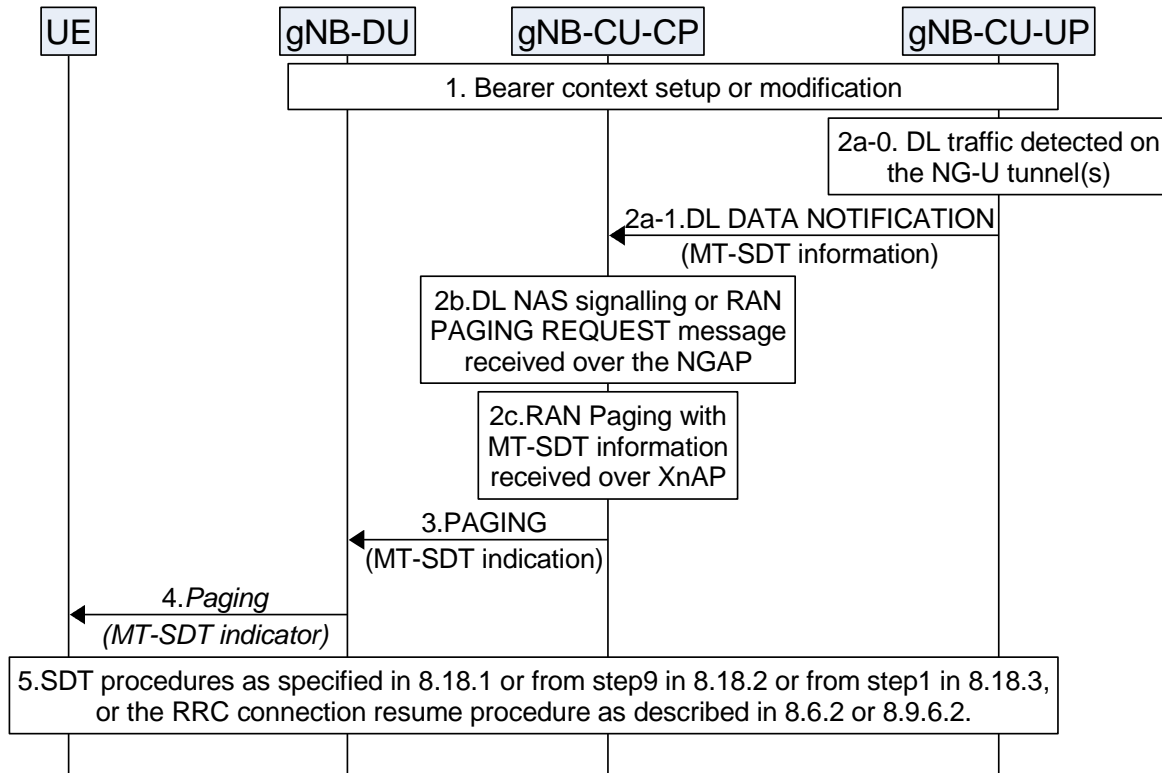 UE
gNB-DU
gNB-CU-CP
gNB-CU-UP
1. Bearer context setup or modification
2a-0. DL traffic detected on
the NG-U tunnel(s)
2a-1.DL DATA NOTIFICATION
(MT-SDT information)
2b.DL NAS signalling or RAN
PAGING REQUEST message
received over the NGAP
2c.RAN Paging with
MT-SDT information
received over XnAP
3.PAGING
(MT-SDT indication)
4.Paging
(MT-SDT indicator)
5.SDT procedures as specified in 8.18.1 or from step9 in 8.18.2 or from step1 in 8.18.3,
or the RRC connection resume procedure as described in 8.6.2 or 8.9.6.2.